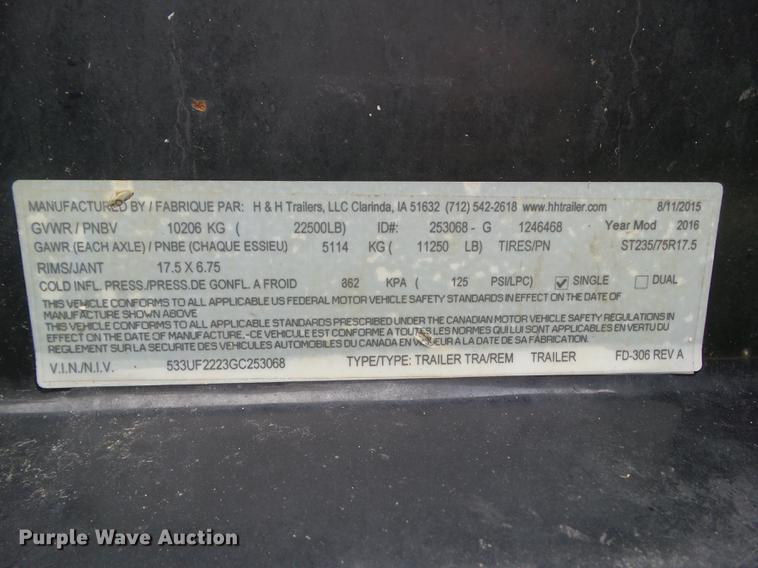 MANUFACTURED BY / FABRIQUE PAR: H & H Trailers, LLC Clarinda, IA 51632 (712) 542-2618 www.hhtrailer.com 8/11/2015
GVWR / PNBV 10206 KG ( 22500LB) ID#: 253068 - G 1246468 Year Mod 2016
GAWR (EACH AXLE) / PNBE (CHAQUE ESSIEU) 5114 KG ( 11250 LB) TIRES/PN ST235/75R17.5
RIMS/JANT 17.5 X 6.75
COLD INFL. PRESS./PRESS.DE GONFL. A FROID 862 KPA ( 125 PSI/LPC) SINGLE DUAL
THIS VEHICLE CONFORMS TO ALL APPLICABLE US FEDERAL MOTOR VEHICLE SAFETY STANDARDS IN EFFECT ON THE DATE OF
MANUFACTURE SHOWN ABOVE
THIS VEHICLE CONFORMS TO ALL APPLICABLE STANDARDS PRESCRIBED UNDER THE CANADIAN MOTOR VEHICLE SAFETY REGULATIONS IN
EFFECT ON THE DATE OF MANUFACTURE.-CE VEHICULE EST CONFORME A TOUTES LES NORMES QUI LUI SONT APPLICABLES EN VERTU DU
REGLEMENT SUR LA SECURITE DES VEHICULES AUTOMOBILES DU CANADA EN VIGUEUR A LA DATE DE SA FABRICATION.
V.I.N./N.I.V. 533UF2223GC253068 TYPE/TYPE: TRAILER TRA/REM TRAILER FD-306 REV A
Purple Wave Auction